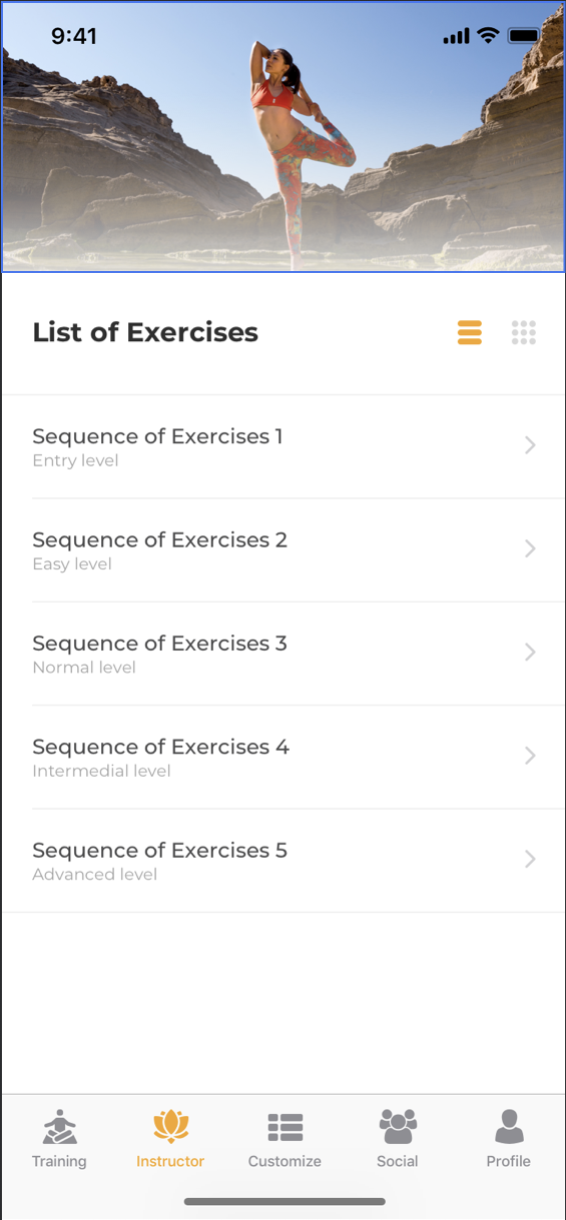 9:41
List of Exercises
Sequence of Exercises 1
Entry level
Sequence of Exercises 2
Easy level
Sequence of Exercises 3
Normal level
Sequence of Exercises 4
Intermedial level
Sequence of Exercises 5
Advanced level
Training Instructor Customize Social Profile